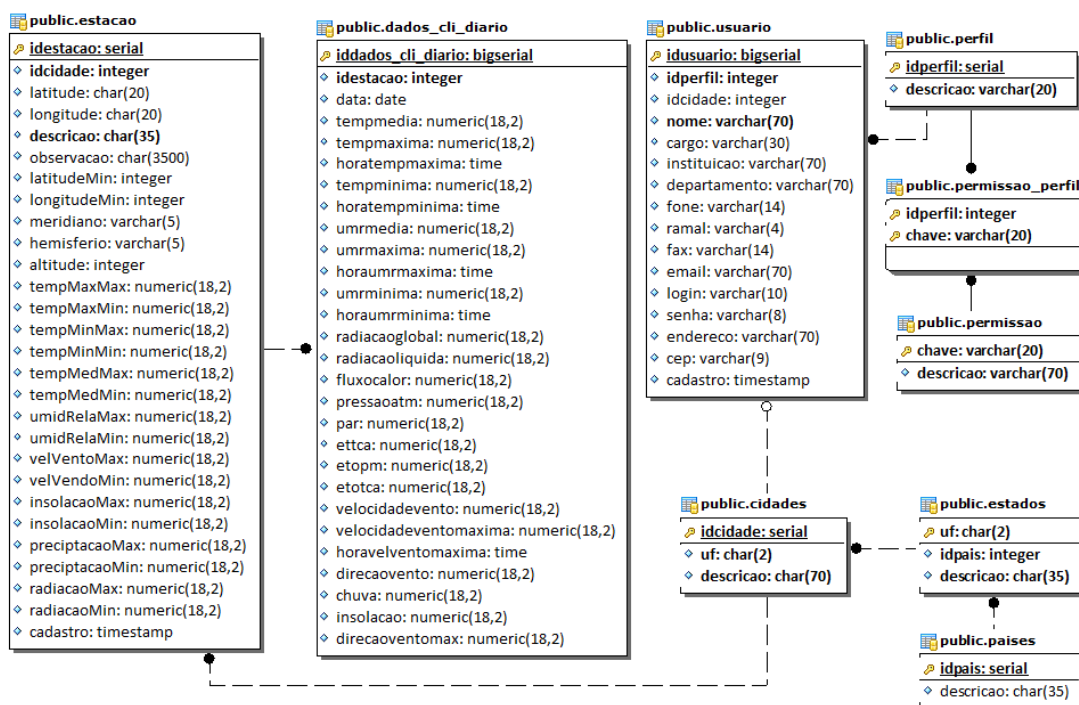 public.estacao
idestacao: serial
idcidade: integer
latitude: char(20)
longitude: char(20)
descricao: char(35)
observacao: char(3500)
latitudeMin: integer
longitudeMin: integer
meridiano: varchar(5)
hemisferio: varchar(5)
altitude: integer
tempMaxMax: numeric(18,2)
tempMaxMin: numeric(18,2)
tempMinMax: numeric(18,2)
tempMinMin: numeric(18,2)
tempMedMax: numeric(18,2)
tempMedMin: numeric(18,2)
umidRelaMax: numeric(18,2)
umidRelaMin: numeric(18,2)
velVentoMax: numeric(18,2)
velVendoMin: numeric(18,2)
insolacaoMax: numeric(18,2)
insolacaoMin: numeric(18,2)
preciptacaoMax: numeric(18,2)
preciptacaoMin: numeric(18,2)
radiacaoMax: numeric(18,2)
radiacaoMin: numeric(18,2)
cadastro: timestamp
public.dados_cli_diario
iddados_cli_diario: bigserial
idestacao: integer
data: date
tempmedia: numeric(18,2)
tempmaxima: numeric(18,2)
horatempmaxima: time
tempminima: numeric(18,2)
horatempminima: time
umrmedia: numeric(18,2)
umrmaxima: numeric(18,2)
horaumrmaxima: time
umrminima: numeric(18,2)
horaumrminima: time
radiacaoglobal: numeric(18,2)
radiacaoliquida: numeric(18,2)
fluxocalor: numeric(18,2)
pressaoatm: numeric(18,2)
par: numeric(18,2)
ettca: numeric(18,2)
etopm: numeric(18,2)
etotca: numeric(18,2)
velocidadevento: numeric(18,2)
velocidadeventomaxima: numeric(18,2)
horavelventomaxima: time
direcaovento: numeric(18,2)
chuva: numeric(18,2)
insolacao: numeric(18,2)
direcaoventomax: numeric(18,2)
public.usuario
idusuario: bigserial
idperfil: integer
idcidade: integer
nome: varchar(70)
cargo: varchar(30)
instituicao: varchar(70)
departamento: varchar(70)
fone: varchar(14)
ramal: varchar(4)
fax: varchar(14)
email: varchar(70)
login: varchar(10)
senha: varchar(8)
endereco: varchar(70)
cep: varchar(9)
cadastro: timestamp
public.perfil
idperfil: serial
descricao: varchar(20)
public.permissao_perfil
idperfil: integer
chave: varchar(20)
public.permissao
chave: varchar(20)
descricao: varchar(70)
public.cidades
idcidade: serial
uf: char(2)
descricao: char(70)
public.estados
uf: char(2)
idpais: integer
descricao: char(35)
public.paises
idpais: serial
descricao: char(35)